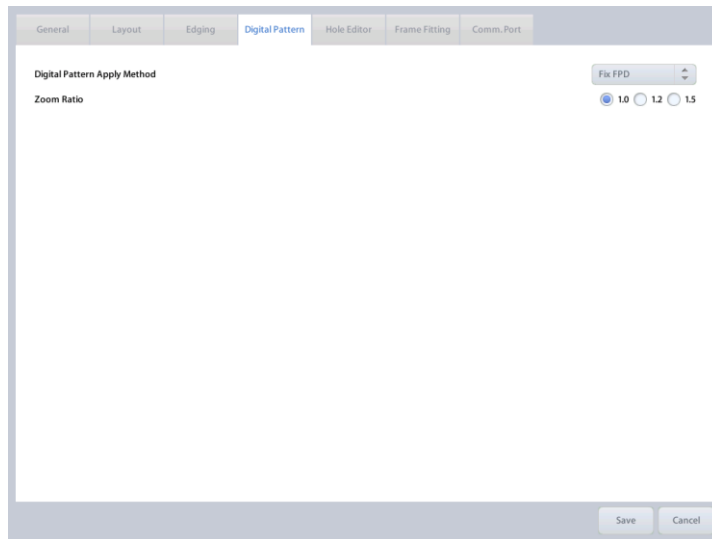 General Layout Edging Digital Pattern Hole Editor Frame Fitting Comm. Port
Digital Pattern Apply Method Fix FPD
Zoom Ratio 1.0 1.2 1.5
Save Cancel